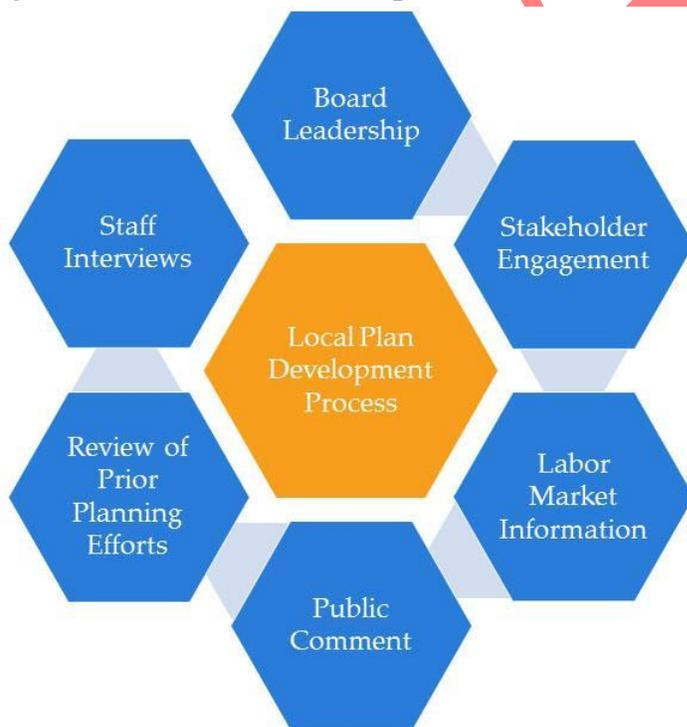 Board
Leadership
Stakeholder
Engagement
Labor
Market
Information
Public
Comment
Review of
Prior
Planning
Efforts
Staff
Interviews
Local Plan
Development
Process